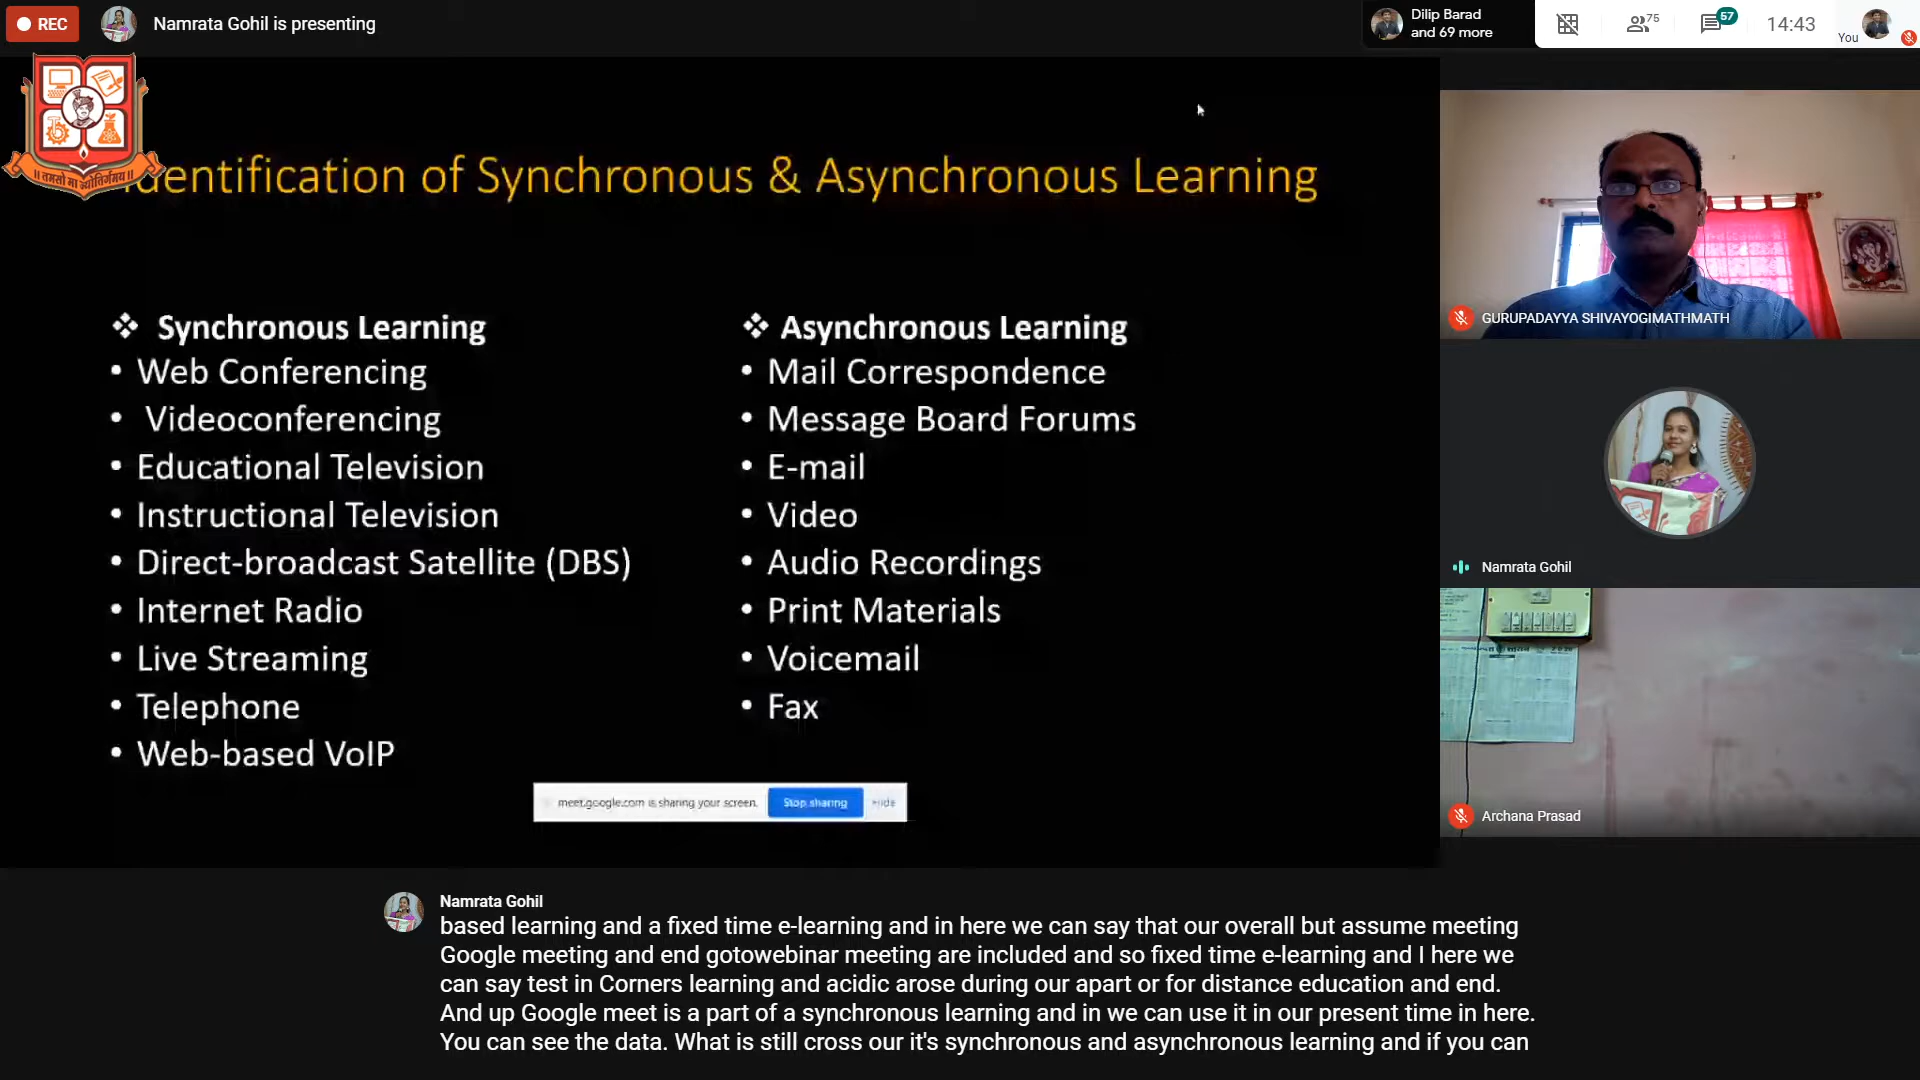 REC
Namrata Gohil is presenting
Dilip Barad
and 69 more
75
57
14:43
You
|| तमसो मा ज्योतिर्गमय ||
Identification of Synchronous & Asynchronous Learning
❖ Synchronous Learning
• Web Conferencing
• Videoconferencing
• Educational Television
• Instructional Television
• Direct-broadcast Satellite (DBS)
• Internet Radio
• Live Streaming
• Telephone
• Web-based VoIP
❖ Asynchronous Learning
• Mail Correspondence
• Message Board Forums
• E-mail
• Video
• Audio Recordings
• Print Materials
• Voicemail
• Fax
meet.google.com is sharing your screen. Stop sharing Hide
GURUPADAYYA SHIVAYOGIMATHMATH
Namrata Gohil
Archana Prasad
Namrata Gohil
based learning and a fixed time e-learning and in here we can say that our overall but assume meeting
Google meeting and end gotowebinar meeting are included and so fixed time e-learning and I here we
can say test in Corners learning and acidic arose during our apart or for distance education and end.
And up Google meet is a part of a synchronous learning and in we can use it in our present time in here.
You can see the data. What is still cross our it's synchronous and asynchronous learning and if you can